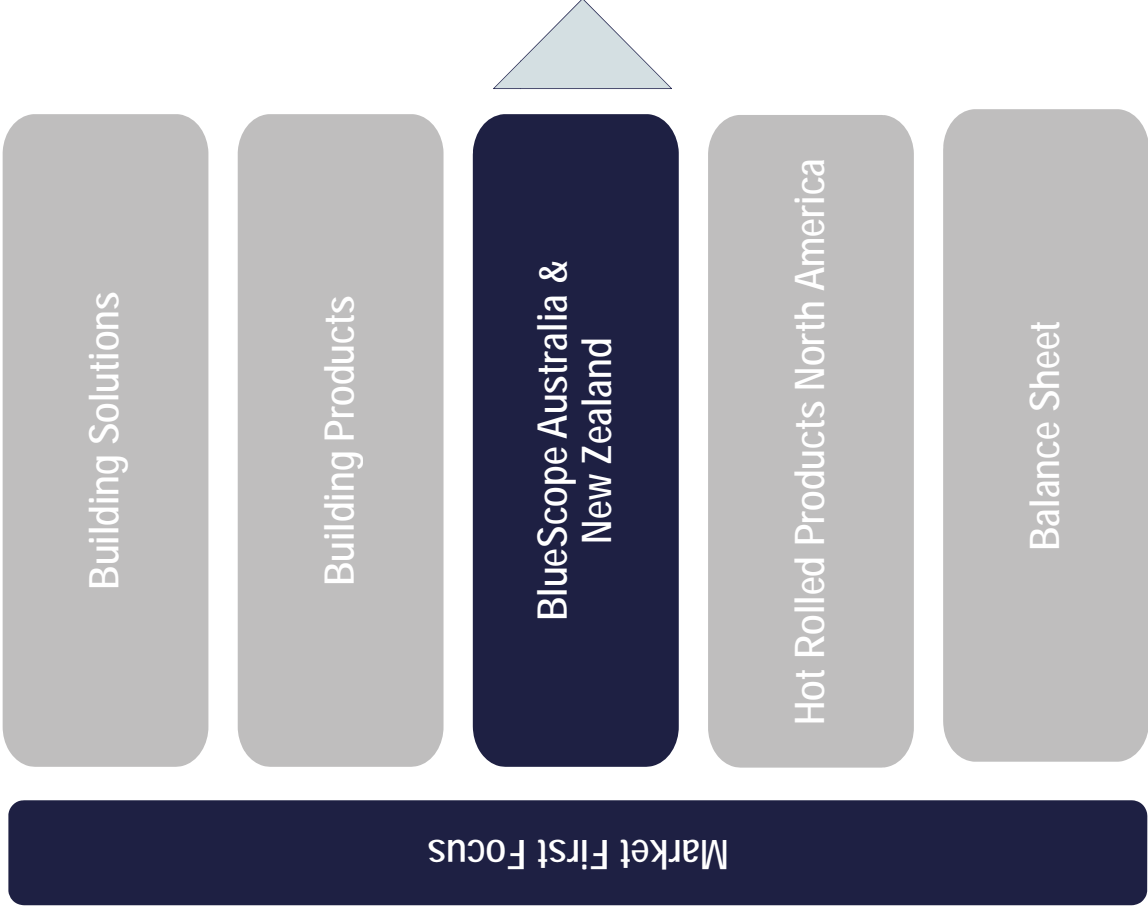 Building Solutions
Building Products
BlueScope Australia &
New Zealand
Hot Rolled Products North America
Balance Sheet
Market First Focus